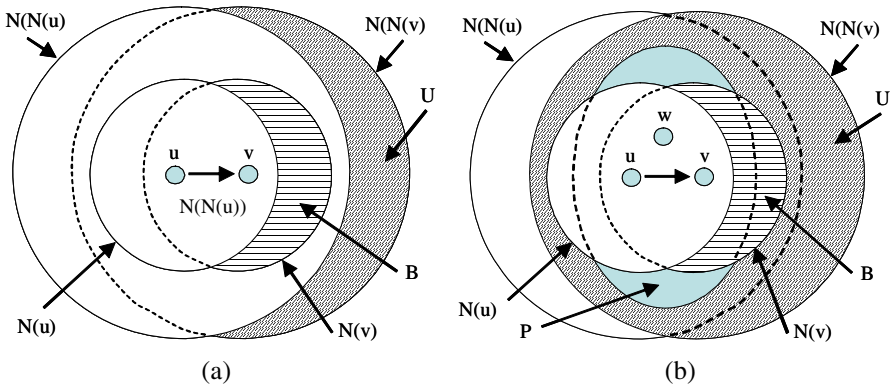 N(N(u)
N(N(v)
U
u
v
N(N(u))
B
N(u)
N(v)
(a)
N(N(u)
N(N(v)
U
w
u
v
B
N(u)
P
N(v)
(b)